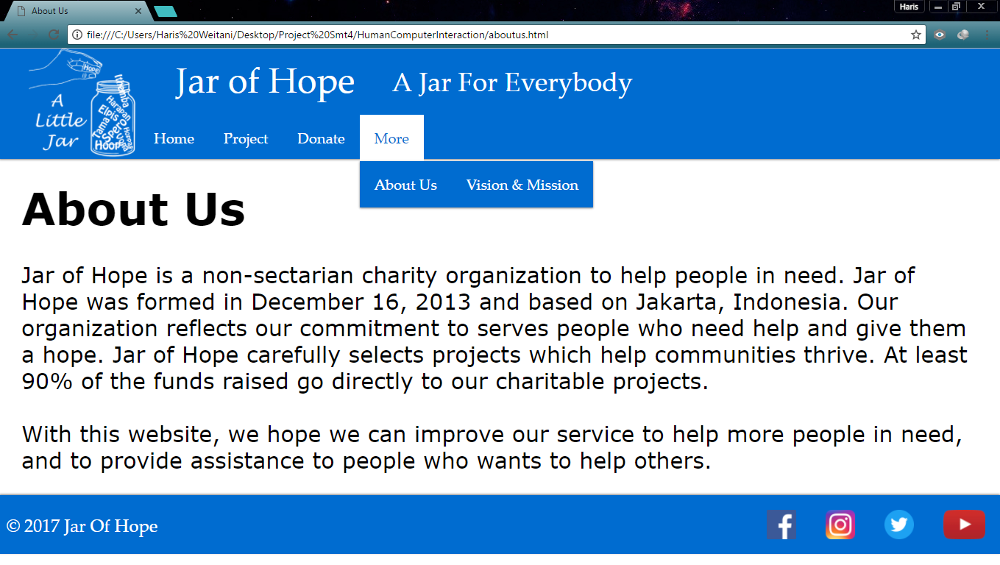 About Us
Haris
file:///C:/Users/Haris%20Weitani/Desktop/Project%20Smt4/HumanComputerInteraction/aboutus.html
Hope
A
Little
Jar
Harapan
Elpis
Spero
Tama
Hoop
Jar of Hope
A Jar For Everybody
Home Project Donate More
About Us Vision & Mission
About Us
Jar of Hope is a non-sectarian charity organization to help people in need. Jar of
Hope was formed in December 16, 2013 and based on Jakarta, Indonesia. Our
organization reflects our commitment to serves people who need help and give them
a hope. Jar of Hope carefully selects projects which help communities thrive. At least
90% of the funds raised go directly to our charitable projects.
With this website, we hope we can improve our service to help more people in need,
and to provide assistance to people who wants to help others.
© 2017 Jar Of Hope